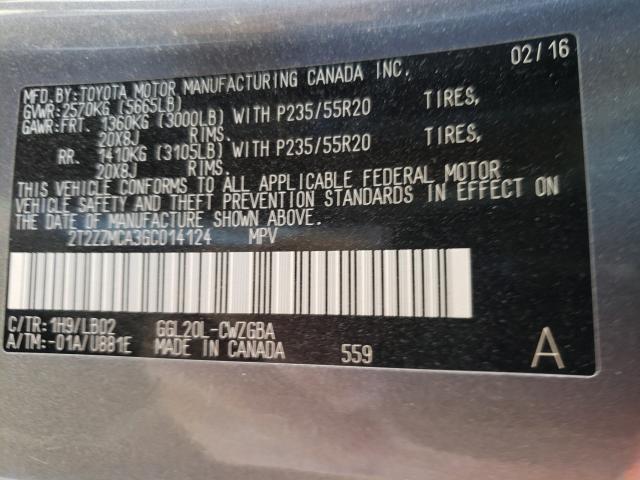 02/16
MFD.BY:TOYOTA MOTOR MANUFACTURING CANADA INC.
GVWR:2570KG (5665LB)
GAWR:FRT. 1360KG (3000LB) WITH P235/55R20 TIRES,
20X8J RIMS.
RR. 1410KG (3105LB) WITH P235/55R20 TIRES,
20X8J RIMS.
THIS VEHICLE CONFORMS TO ALL APPLICABLE FEDERAL MOTOR
VEHICLE SAFETY AND THEFT PREVENTION STANDARDS IN EFFECT ON
THE DATE OF MANUFACTURE SHOWN ABOVE.
2T2ZZMCA3GC014124 MPV
C/TR: 1H9/LB02 GGL20L-CWZGBA
A/TM: -01A/U881E MADE IN CANADA 559 A